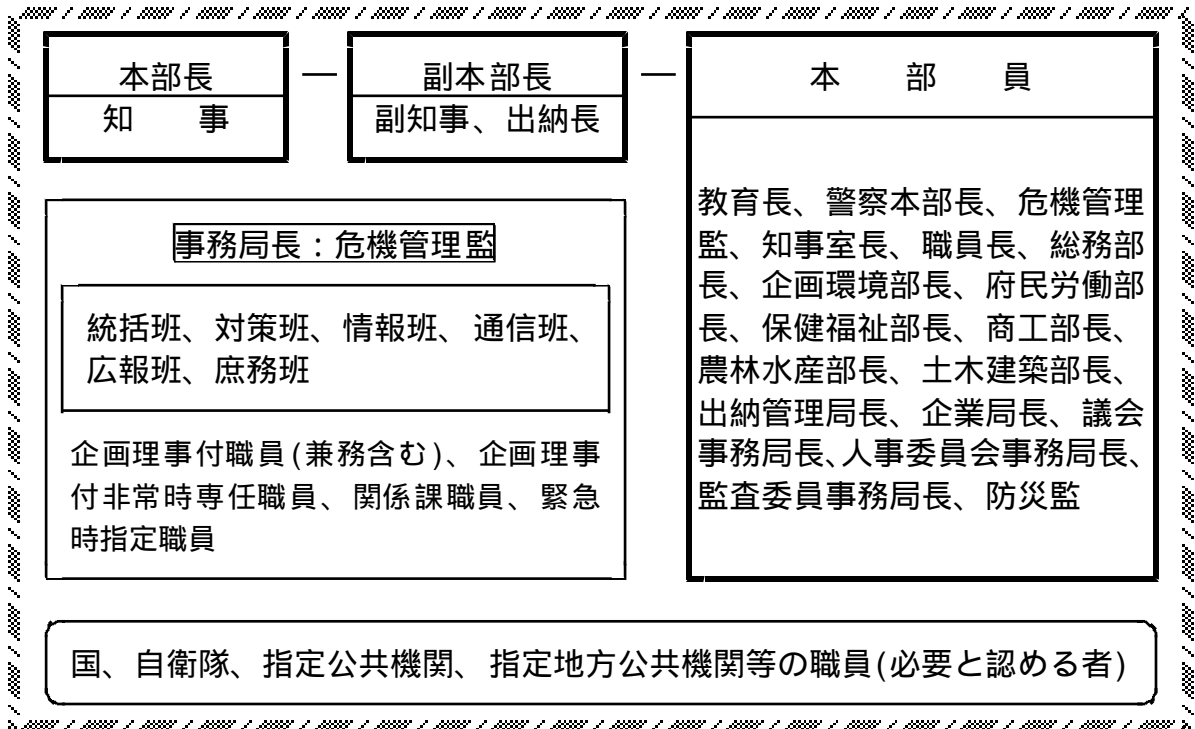 本部長
知　　事
副本部長
副知事、出納長
本　　部　　員
教育長、警察本部長、危機管理
監、知事室長、職員長、総務部
長、企画環境部長、府民労働部
長、保健福祉部長、商工部長、
農林水産部長、土木建築部長、
出納管理局長、企業局長、議会
事務局長、人事委員会事務局長、
監査委員事務局長、防災監
事務局長：危機管理監
統括班、対策班、情報班、通信班、
広報班、庶務班
企画理事付職員(兼務含む)、企画理事
付非常時専任職員、関係課職員、緊急
時指定職員
国、自衛隊、指定公共機関、指定地方公共機関等の職員(必要と認める者)